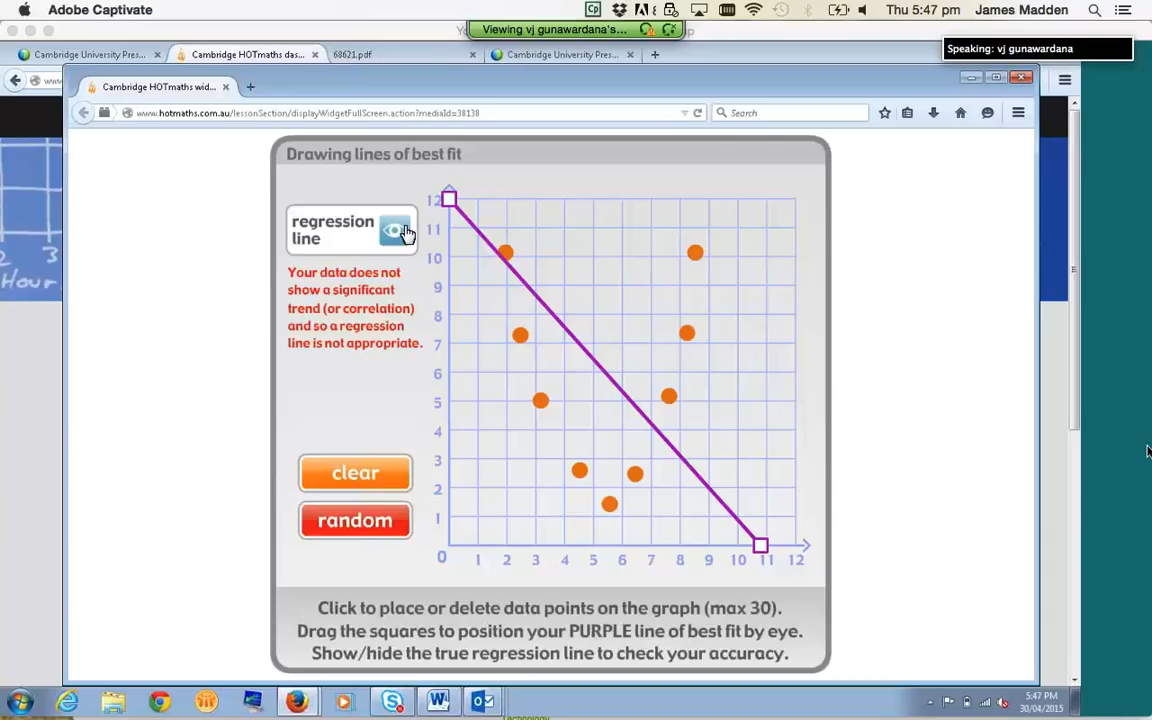 Adobe Captivate
Thu 5:47 pm James Madden
Viewing vj gunawardana's...
Speaking: vj gunawardana
Cambridge University Pres...
Cambridge HOTmaths das...
68621.pdf
Cambridge University Pres...
Cambridge HOTmaths wid...
www.hotmaths.com.au/lessonSection/displayWidgetFullScreen.action?mediaId=38138
Search
Drawing lines of best fit
regression
line
Your data does not
show a significant
trend (or correlation)
and so a regression
line is not appropriate.
12
11
10
9
8
7
6
5
4
3
2
1
0 1 2 3 4 5 6 7 8 9 10 11 12
clear
random
2 3
Hour
Click to place or delete data points on the graph (max 30).
Drag the squares to position your PURPLE line of best fit by eye.
Show/hide the true regression line to check your accuracy.
5:47 PM
30/04/2015